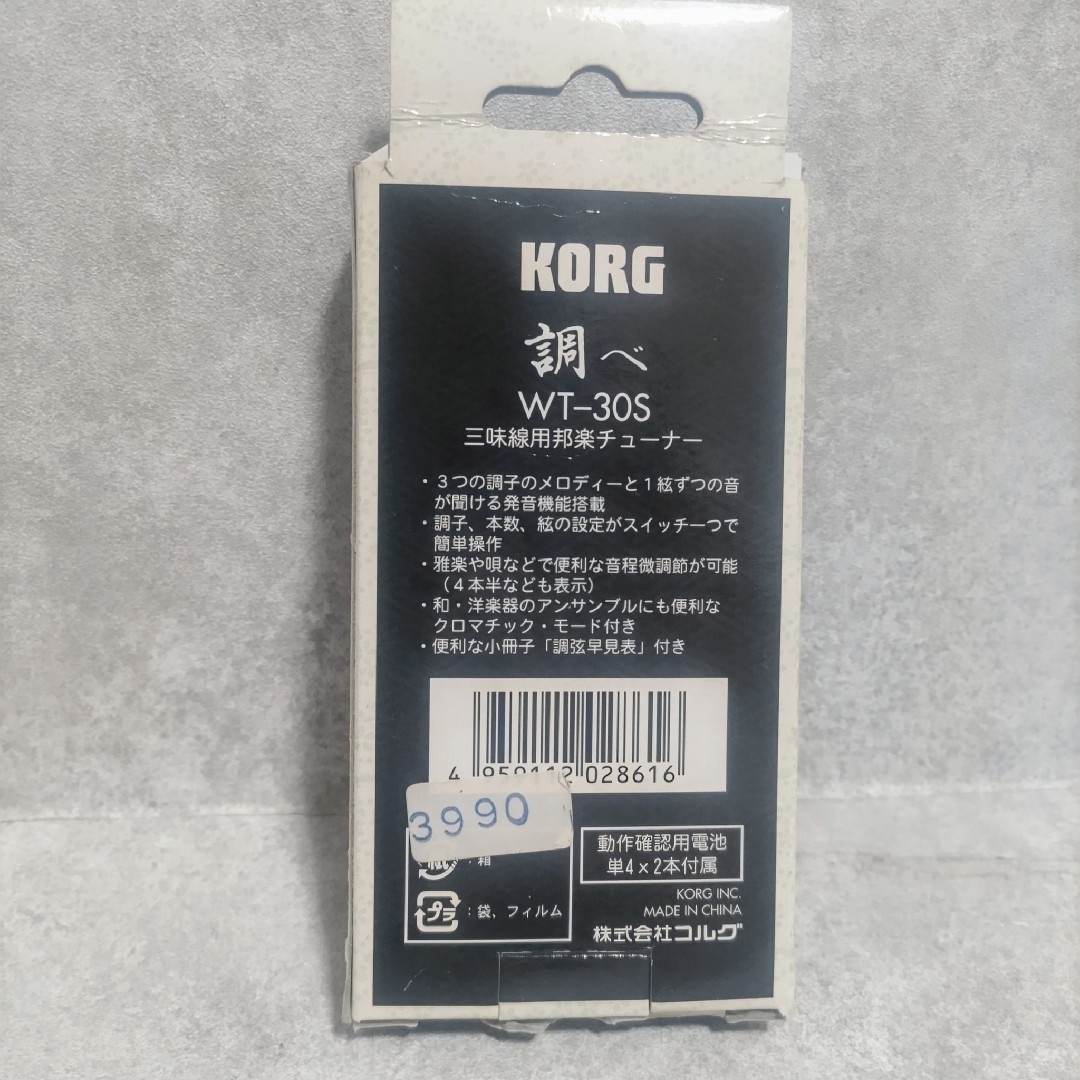 KORG
調べ
WT-30S
三味線用邦楽チューナー
・3つの調子のメロディーと1絃ずつの音
が聞ける発音機能搭載
・調子、本数、絃の設定がスイッチ一つで
簡単操作
・雅楽や唄などで便利な音程微調節が可能
（4本半なども表示）
・和・洋楽器のアンサンブルにも便利な
クロマチック・モード付き
・便利な小冊子「調弦早見表」付き
4 959112 028616
3990
：箱
プラ：袋、フィルム
動作確認用電池
単4x2本付属
KORG INC.
MADE IN CHINA
株式会社コルグ